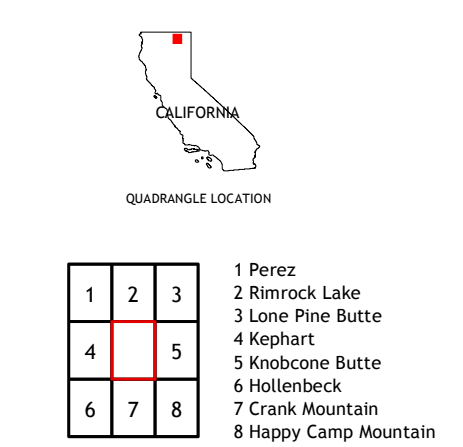 CALIFORNIA
QUADRANGLE LOCATION
1 2 3
4 5
6 7 8
1 Perez
2 Rimrock Lake
3 Lone Pine Butte
4 Kephart
5 Knobcone Butte
6 Hollenbeck
7 Crank Mountain
8 Happy Camp Mountain